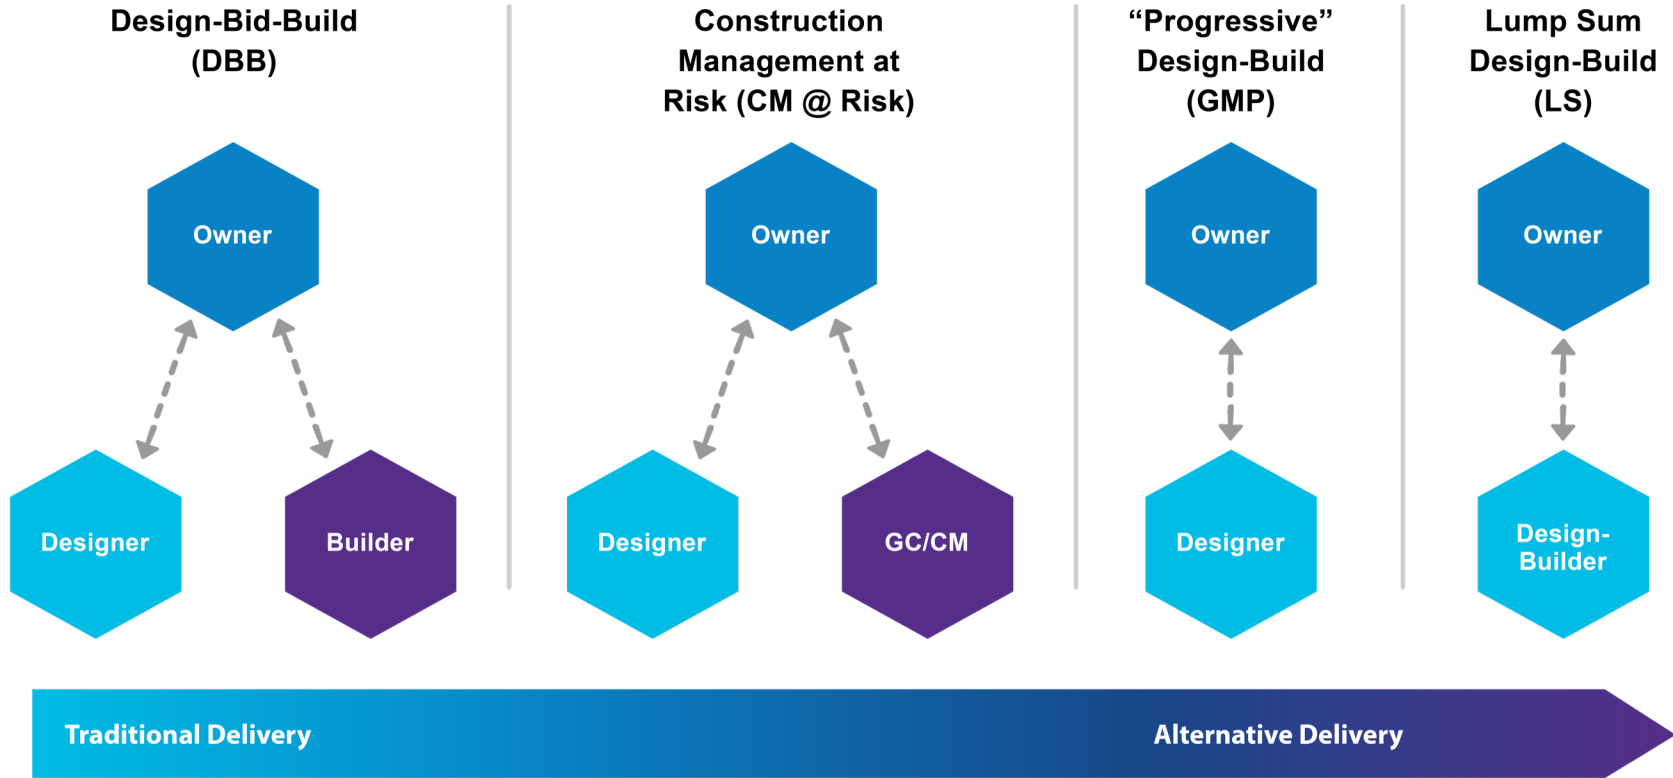 Design-Bid-Build
(DBB)
Construction
Management at
Risk (CM @ Risk)
“Progressive”
Design-Build
(GMP)
Lump Sum
Design-Build
(LS)
Owner
Owner
Owner
Owner
Designer
Builder
Designer
GC/CM
Designer
Design-
Builder
Traditional Delivery
Alternative Delivery